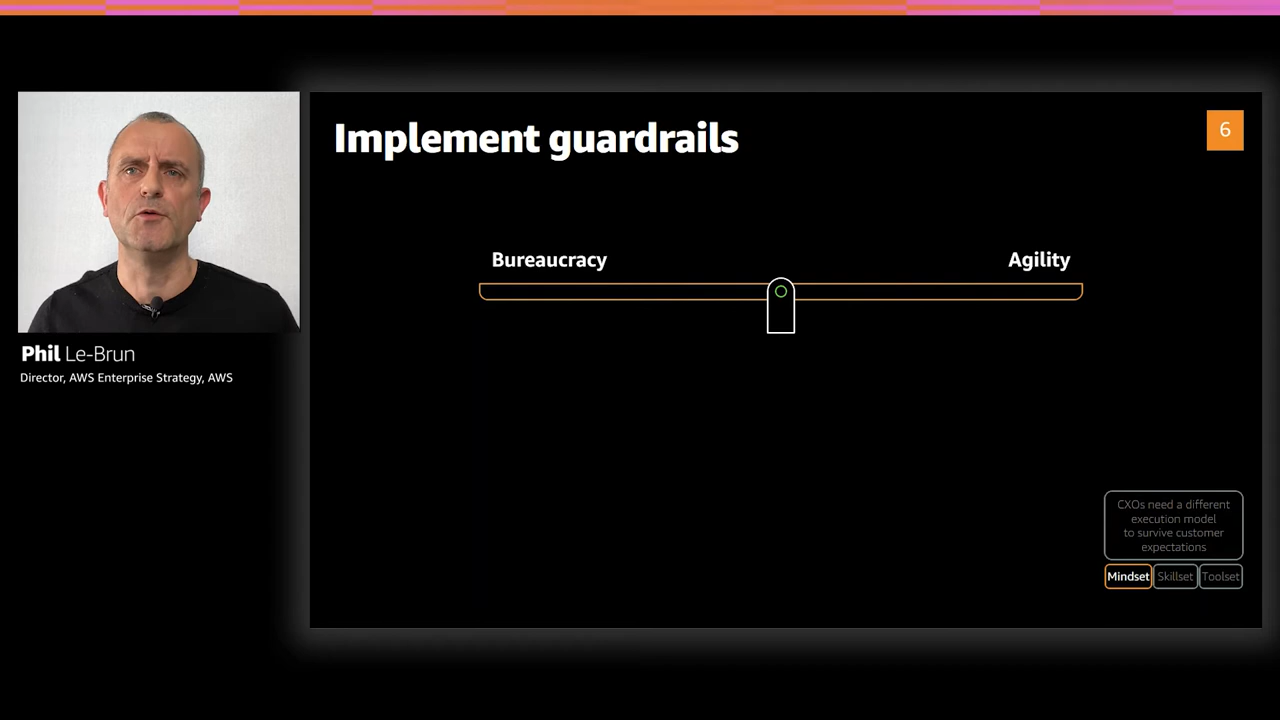 Implement guardrails
6
Bureaucracy
Agility
Phil Le-Brun
Director, AWS Enterprise Strategy, AWS
CXOs need a different
execution model
to survive customer
expectations
Mindset Skillset Toolset